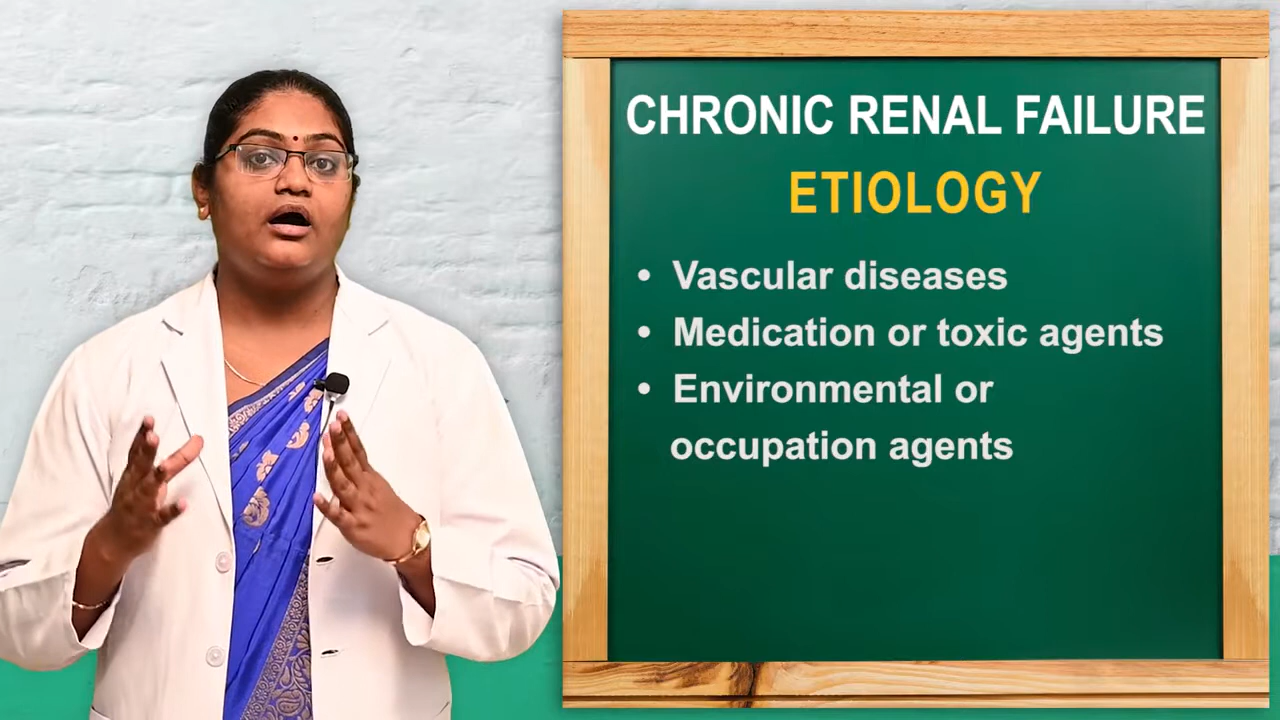 CHRONIC RENAL FAILURE
ETIOLOGY
• Vascular diseases
• Medication or toxic agents
• Environmental or
occupation agents